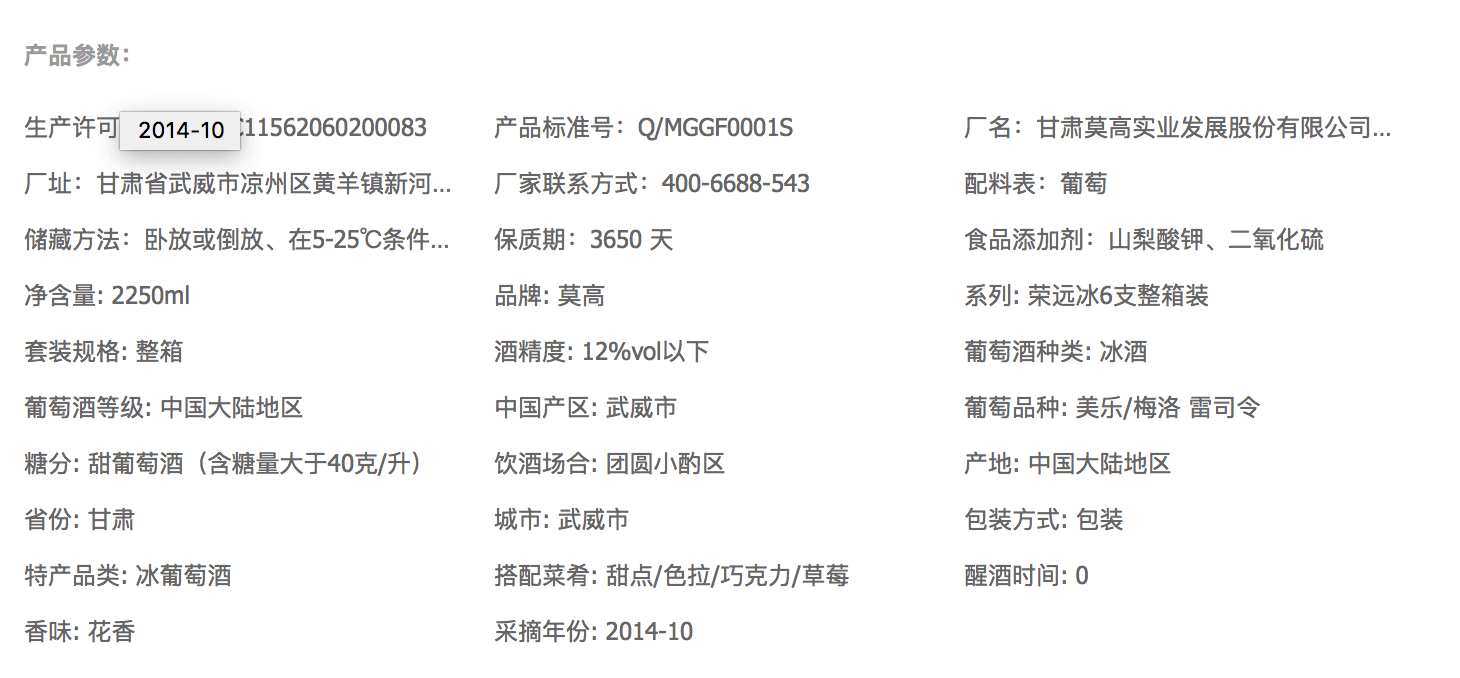 产品参数：
生产许可 2014-10 C11562060200083 产品标准号：Q/MGGF0001S 厂名：甘肃莫高实业发展股份有限公司...
厂址：甘肃省武威市凉州区黄羊镇新河... 厂家联系方式：400-6688-543 配料表：葡萄
储藏方法：卧放或倒放、在5-25℃条件... 保质期：3650 天 食品添加剂：山梨酸钾、二氧化硫
净含量: 2250ml 品牌: 莫高 系列: 荣远冰6支整箱装
套装规格: 整箱 酒精度: 12%vol以下 葡萄酒种类: 冰酒
葡萄酒等级: 中国大陆地区 中国产区: 武威市 葡萄品种: 美乐/梅洛 雷司令
糖分: 甜葡萄酒（含糖量大于40克/升） 饮酒场合: 团圆小酌区 产地: 中国大陆地区
省份: 甘肃 城市: 武威市 包装方式: 包装
特产品类: 冰葡萄酒 搭配菜肴: 甜点/色拉/巧克力/草莓 醒酒时间: 0
香味: 花香 采摘年份: 2014-10